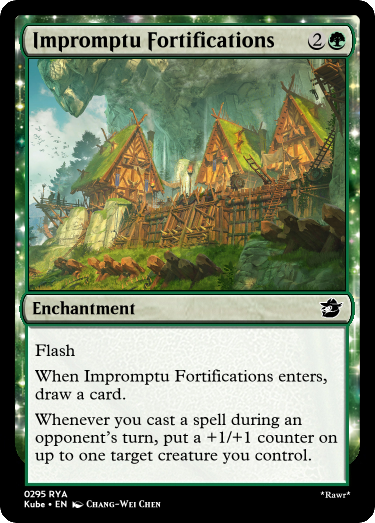 Impromptu Fortifications 2
Enchantment
Flash
When Impromptu Fortifications enters,
draw a card.
Whenever you cast a spell during an
opponent's turn, put a +1/+1 counter on
up to one target creature you control.
0295 RYA
Kube • EN Chang-Wei Chen
*Rawr*